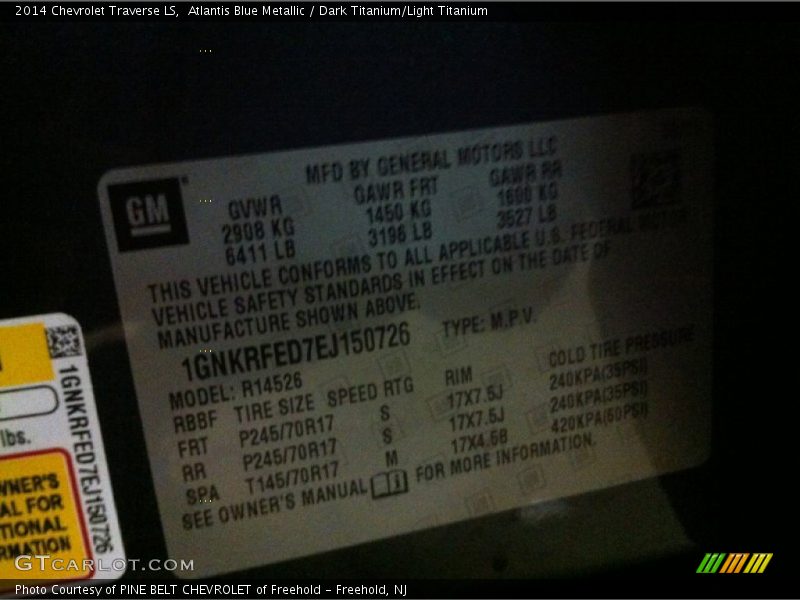 2014 Chevrolet Traverse LS,  Atlantis Blue Metallic / Dark Titanium/Light Titanium
MFD BY GENERAL MOTORS LLC
GM
GVWR GAWR FRT GAWR RR
2908 KG 1450 KG 1600 KG
6411 LB 3196 LB 3527 LB
THIS VEHICLE CONFORMS TO ALL APPLICABLE U.S. FEDERAL MOTOR
VEHICLE SAFETY STANDARDS IN EFFECT ON THE DATE OF
MANUFACTURE SHOWN ABOVE.
1GNKRFED7EJ150726 TYPE: M.P.V.
MODEL: R14526
RBBF TIRE SIZE SPEED RTG RIM COLD TIRE PRESSURE
FRT P245/70R17 S 17X7.5J 240KPA(35PSI)
RR P245/70R17 S 17X7.5J 240KPA(35PSI)
SPA T145/70R17 M 17X4.5B 420KPA(60PSI)
SEE OWNER'S MANUAL FOR MORE INFORMATION.
1GNKRFED7EJ150726
lbs.
WNER'S
AL FOR
TIONAL
RMATION
GTCARLOT.COM
Photo Courtesy of PINE BELT CHEVROLET of Freehold - Freehold, NJ